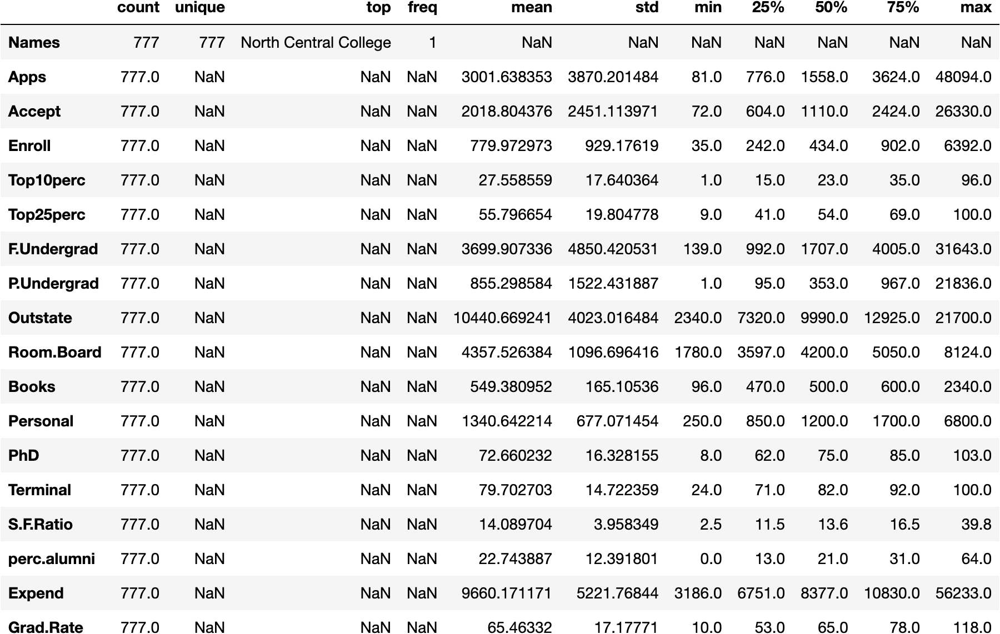 count unique top freq mean std min 25% 50% 75% max
Names 777 777 North Central College 1 NaN NaN NaN NaN NaN NaN NaN
Apps 777.0 NaN NaN NaN 3001.638353 3870.201484 81.0 776.0 1558.0 3624.0 48094.0
Accept 777.0 NaN NaN NaN 2018.804376 2451.113971 72.0 604.0 1110.0 2424.0 26330.0
Enroll 777.0 NaN NaN NaN 779.972973 929.17619 35.0 242.0 434.0 902.0 6392.0
Top10perc 777.0 NaN NaN NaN 27.558559 17.640364 1.0 15.0 23.0 35.0 96.0
Top25perc 777.0 NaN NaN NaN 55.796654 19.804778 9.0 41.0 54.0 69.0 100.0
F.Undergrad 777.0 NaN NaN NaN 3699.907336 4850.420531 139.0 992.0 1707.0 4005.0 31643.0
P.Undergrad 777.0 NaN NaN NaN 855.298584 1522.431887 1.0 95.0 353.0 967.0 21836.0
Outstate 777.0 NaN NaN NaN 10440.669241 4023.016484 2340.0 7320.0 9990.0 12925.0 21700.0
Room.Board 777.0 NaN NaN NaN 4357.526384 1096.696416 1780.0 3597.0 4200.0 5050.0 8124.0
Books 777.0 NaN NaN NaN 549.380952 165.10536 96.0 470.0 500.0 600.0 2340.0
Personal 777.0 NaN NaN NaN 1340.642214 677.071454 250.0 850.0 1200.0 1700.0 6800.0
PhD 777.0 NaN NaN NaN 72.660232 16.328155 8.0 62.0 75.0 85.0 103.0
Terminal 777.0 NaN NaN NaN 79.702703 14.722359 24.0 71.0 82.0 92.0 100.0
S.F.Ratio 777.0 NaN NaN NaN 14.089704 3.958349 2.5 11.5 13.6 16.5 39.8
perc.alumni 777.0 NaN NaN NaN 22.743887 12.391801 0.0 13.0 21.0 31.0 64.0
Expend 777.0 NaN NaN NaN 9660.171171 5221.76844 3186.0 6751.0 8377.0 10830.0 56233.0
Grad.Rate 777.0 NaN NaN NaN 65.46332 17.17771 10.0 53.0 65.0 78.0 118.0